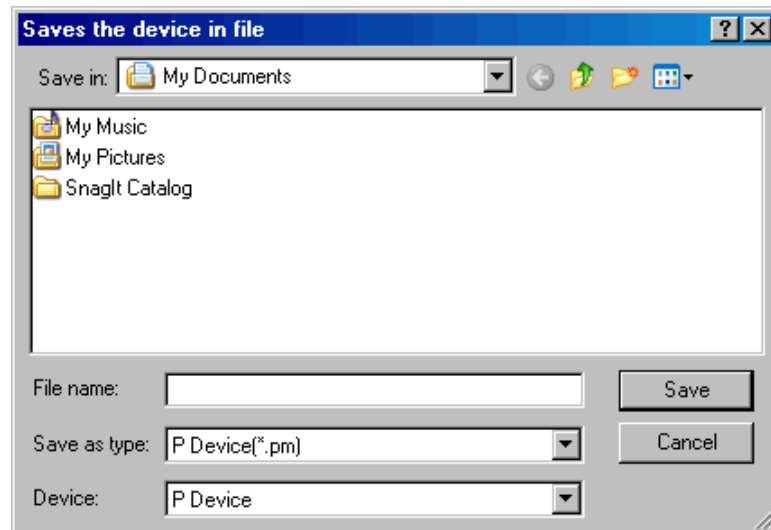 Saves the device in file
Save in: My Documents
My Music
My Pictures
SnagIt Catalog
File name:
Save
Save as type: P Device(*.pm)
Cancel
Device: P Device